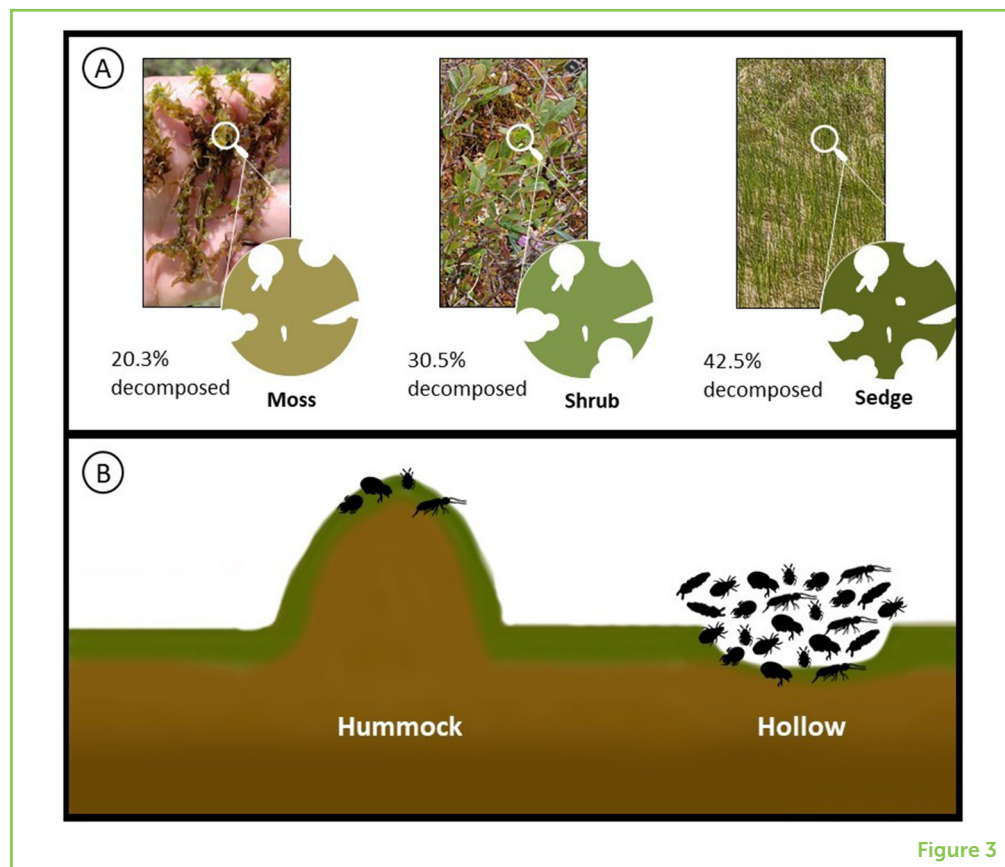 A
20.3%
decomposed
Moss
30.5%
decomposed
Shrub
42.5%
decomposed
Sedge
B
Hummock
Hollow
Figure 3